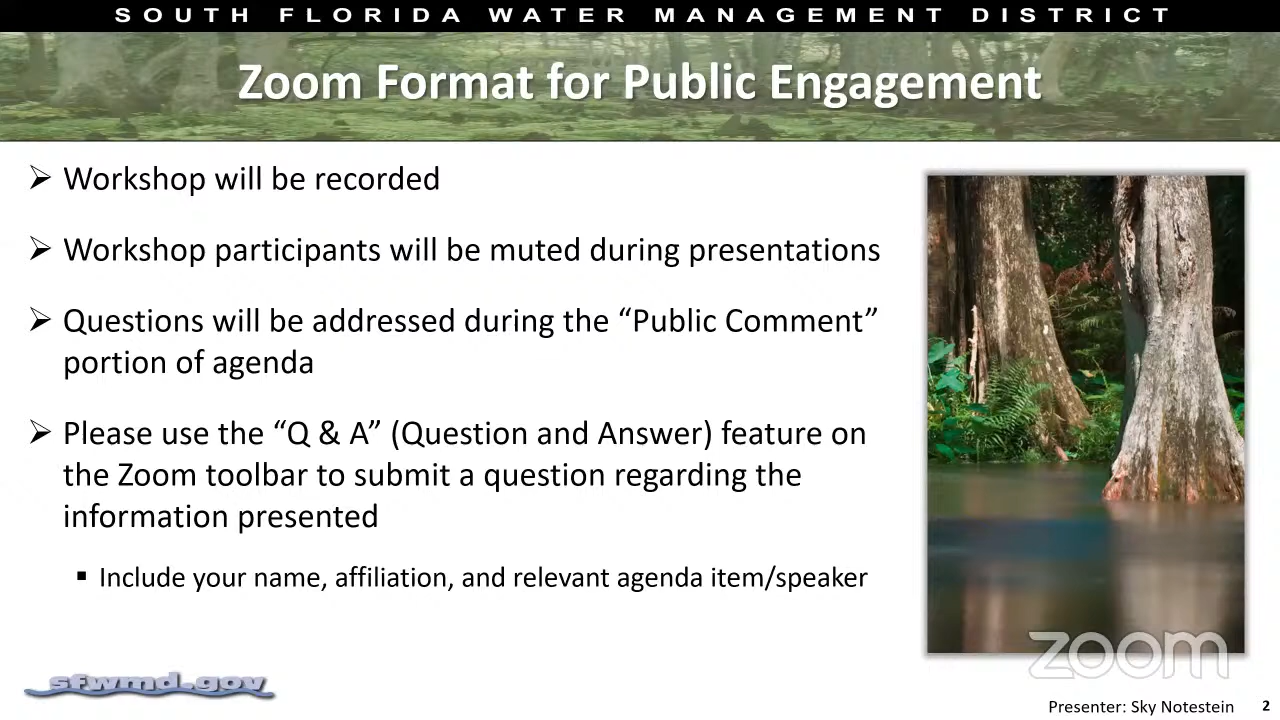 SOUTH FLORIDA WATER MANAGEMENT DISTRICT
Zoom Format for Public Engagement
➢ Workshop will be recorded
➢ Workshop participants will be muted during presentations
➢ Questions will be addressed during the “Public Comment”
portion of agenda
➢ Please use the “Q & A” (Question and Answer) feature on
the Zoom toolbar to submit a question regarding the
information presented
▪ Include your name, affiliation, and relevant agenda item/speaker
zoom
sfwmd.gov
Presenter: Sky Notestein 2